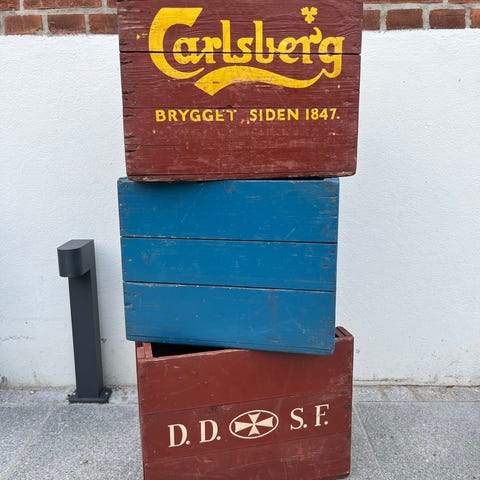 Carlsberg
BRYGGET SIDEN 1847.
D. D. S. F.